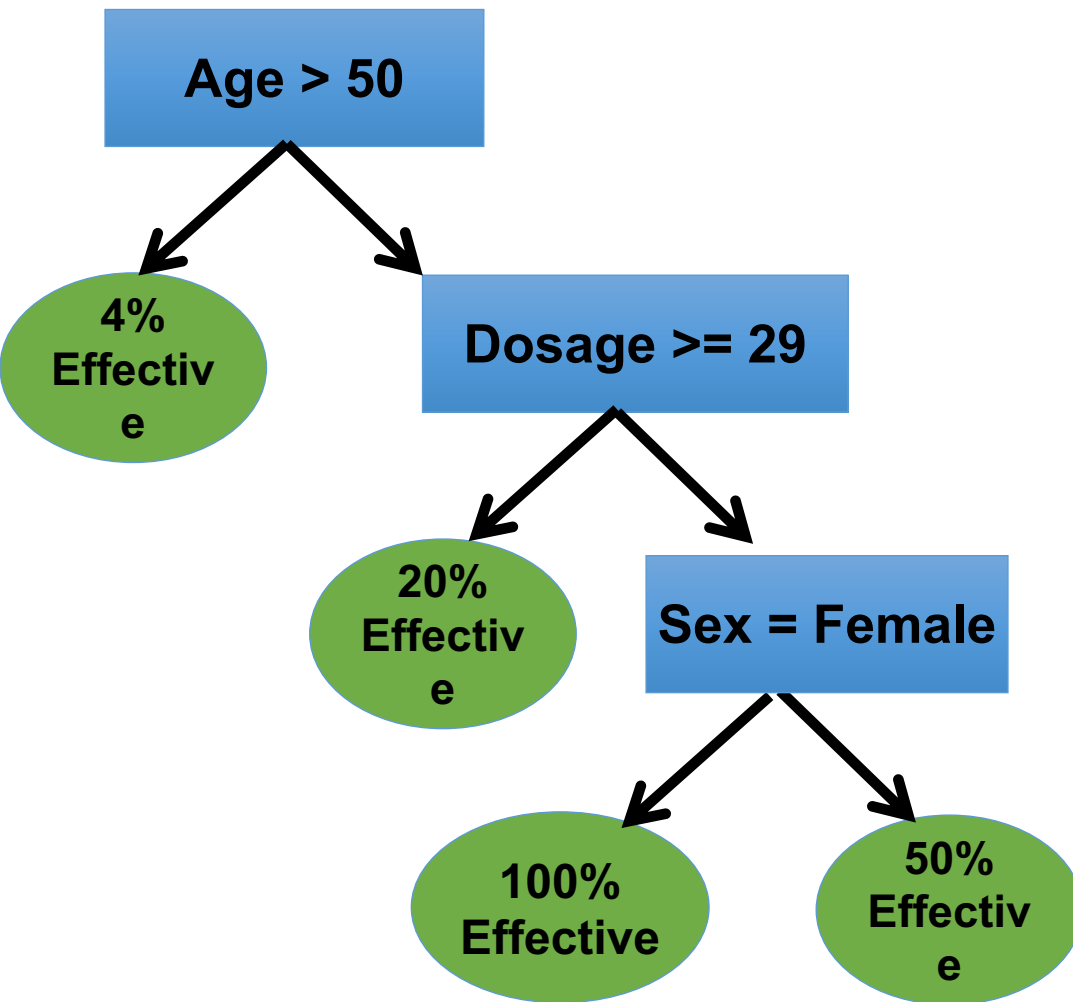 Age > 50
4%
Effectiv
e
Dosage >= 29
20%
Effectiv
e
Sex = Female
100%
Effective
50%
Effectiv
e